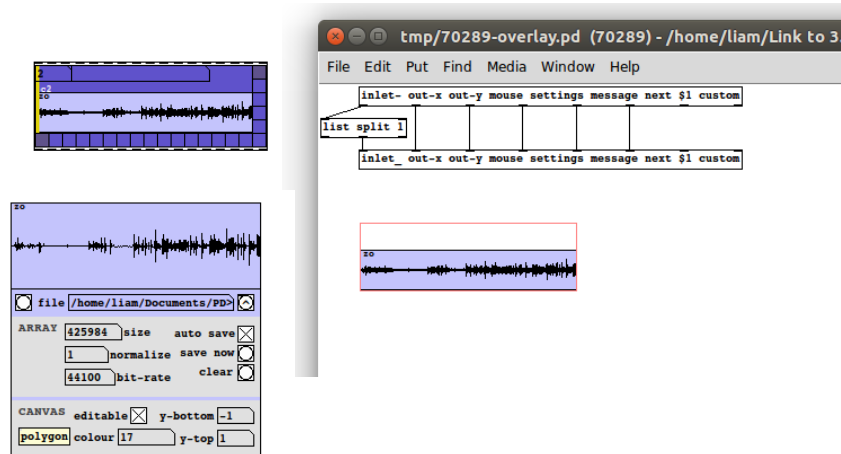 2
c2
zo
zo
file /home/liam/Documents/PD>
ARRAY 425984 size auto save
1 normalize save now
44100 bit-rate clear
CANVAS editable y-bottom -1
polygon colour 17 y-top 1
tmp/70289-overlay.pd (70289) - /home/liam/Link to 3.
File Edit Put Find Media Window Help
inlet- out-x out-y mouse settings message next $1 custom
list split 1
inlet_ out-x out-y mouse settings message next $1 custom
zo